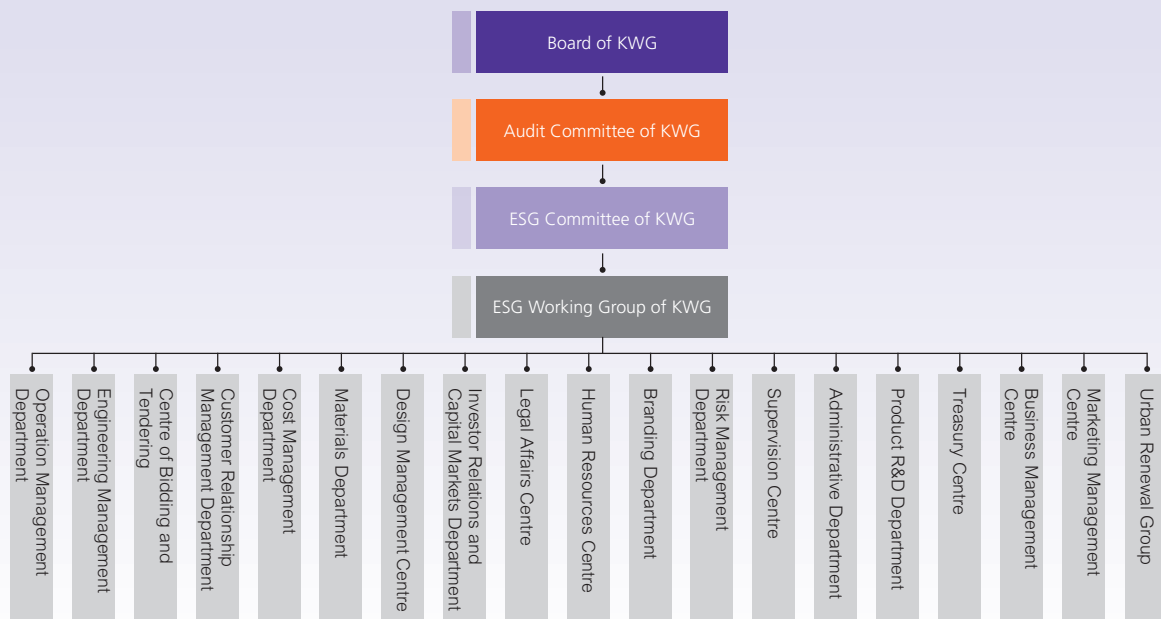 Board of KWG
Audit Committee of KWG
ESG Committee of KWG
ESG Working Group of KWG
Operation Management
Department
Engineering Management
Department
Centre of Bidding and
Tendering
Customer Relationship
Management Department
Cost Management
Department
Materials Department
Design Management Centre
Investor Relations and
Capital Markets Department
Legal Affairs Centre
Human Resources Centre
Branding Department
Risk Management
Department
Supervision Centre
Administrative Department
Product R&D Department
Treasury Centre
Business Management
Centre
Marketing Management
Centre
Urban Renewal Group